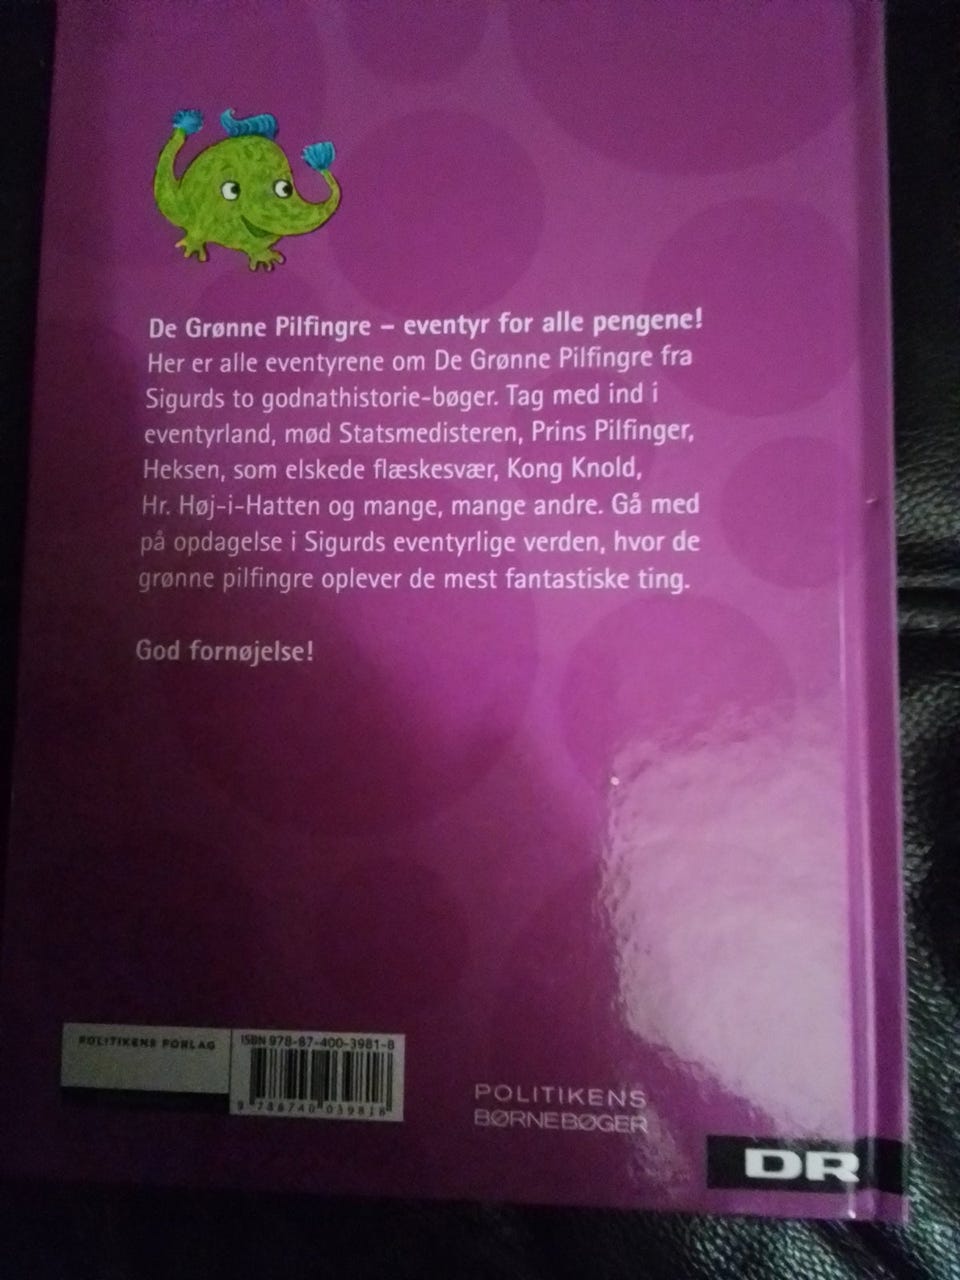 De Grønne Pilfingre – eventyr for alle pengene!
Her er alle eventyrene om De Grønne Pilfingre fra
Sigurds to godnathistorie-bøger. Tag med ind i
eventyrland, mød Statsmedisteren, Prins Pilfinger,
Heksen, som elskede flæskesvær, Kong Knold,
Hr. Høj-i-Hatten og mange, mange andre. Gå med
på opdagelse i Sigurds eventyrlige verden, hvor de
grønne pilfingre oplever de mest fantastiske ting.
God fornøjelse!
POLITIKENS FORLAG
ISBN 978-87-400-3981-8
9 788740 039818
POLITIKENS
BØRNEBØGER
DR